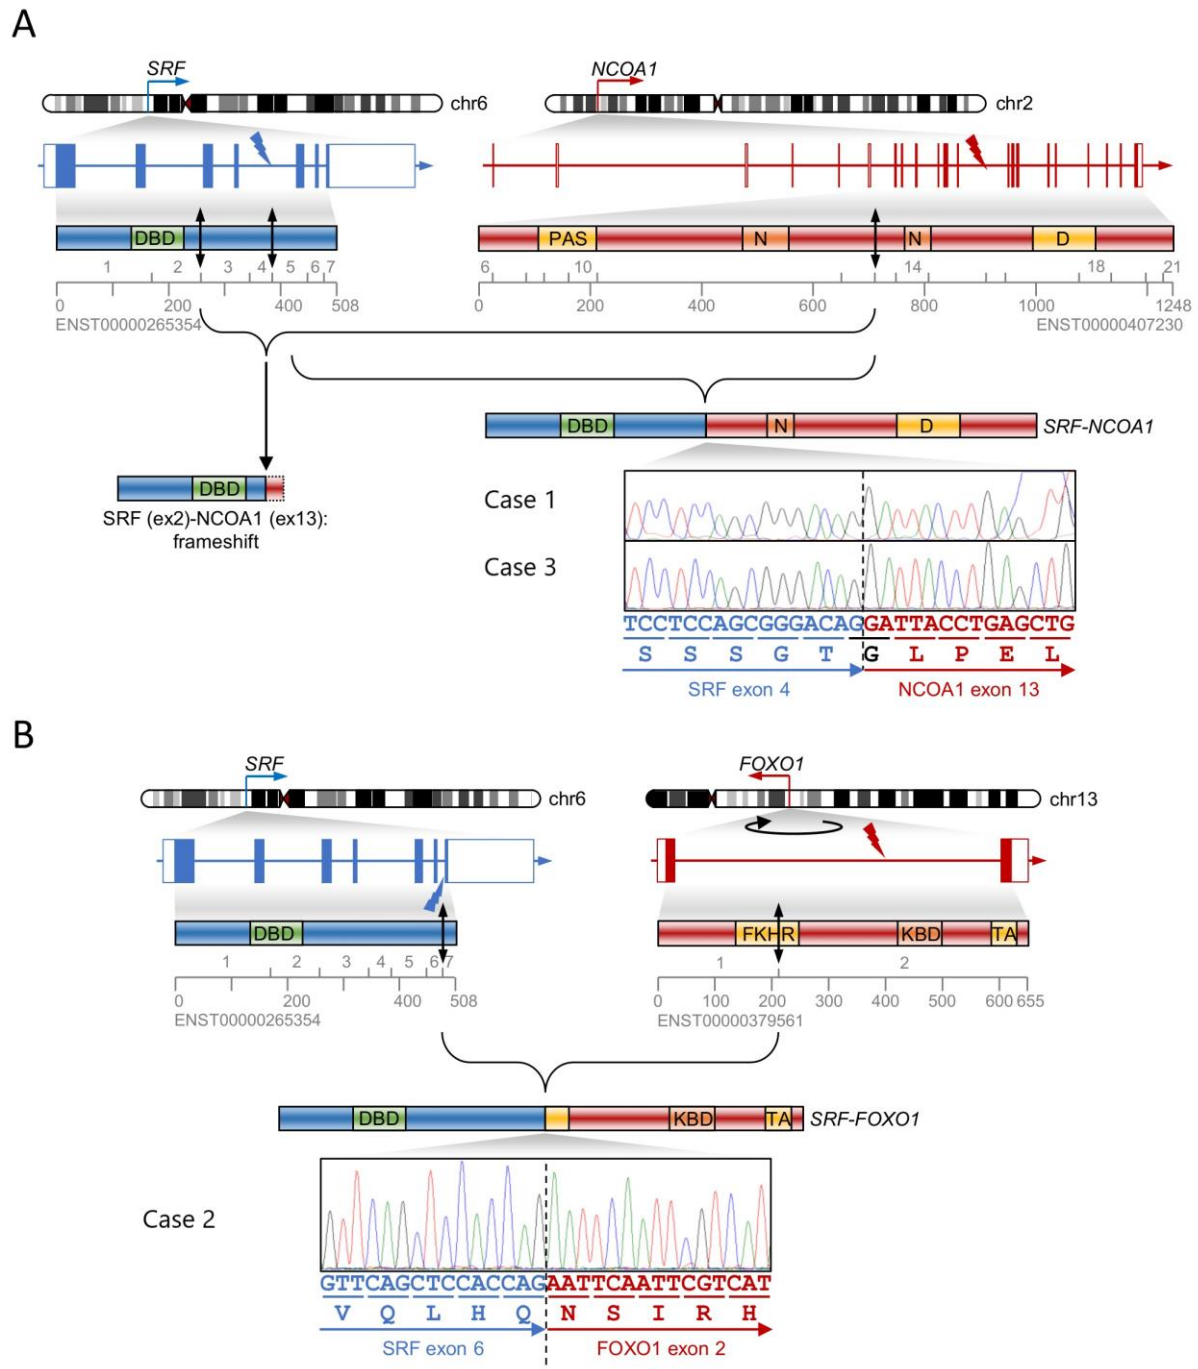 A
SRF
NCOA1
chr6
chr2
DBD
PAS
N
N
D
1 2 3 4 5 6 7
6 10 14 18 21
0 200 400 508
0 200 400 600 800 1000 1248
ENST00000265354
ENST00000407230
DBD
N
D
SRF-NCOA1
DBD
SRF (ex2)-NCOA1 (ex13):
frameshift
Case 1
Case 3
TCCTCCAGCGGGACAGGATTACCTGAGCTG
S S S G T G L P E L
SRF exon 4
NCOA1 exon 13
B
SRF
FOXO1
chr6
chr13
DBD
FKHR
KBD
TA
1 2 3 4 5 6 7
1 2
0 200 400 508
0 100 200 300 400 500 600 655
ENST00000265354
ENST00000379561
DBD
KBD
TA
SRF-FOXO1
Case 2
GTTCAGCTCCACCAGAATTCAATTCGTCAT
V Q L H Q N S I R H
SRF exon 6
FOXO1 exon 2